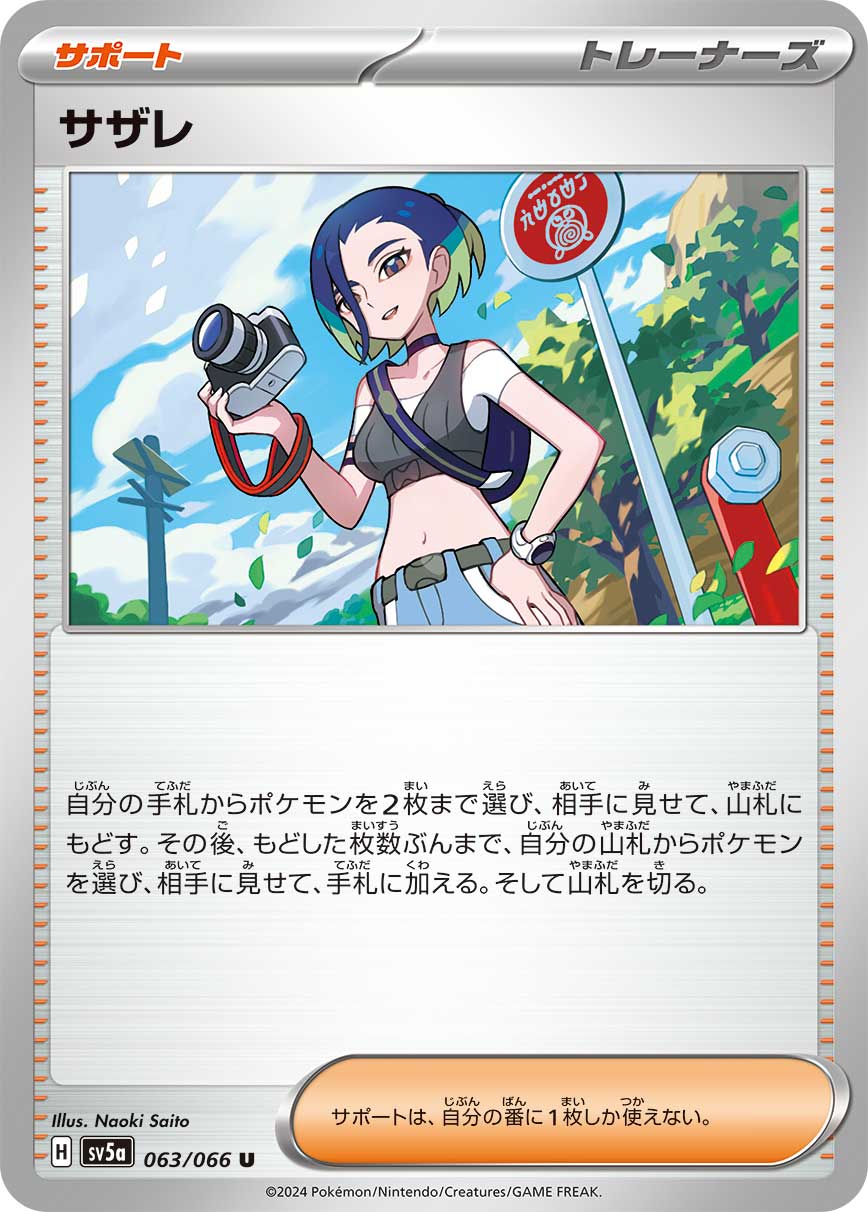 サポート
トレーナーズ
サザレ
自分の手札からポケモンを2枚まで選び、相手に見せて、山札に
もどす。その後、もどした枚数ぶんまで、自分の山札からポケモン
を選び、相手に見せて、手札に加える。そして山札を切る。
サポートは、自分の番に1枚しか使えない。
Illus. Naoki Saito
H sv5a 063/066 U
©2024 Pokémon/Nintendo/Creatures/GAME FREAK.